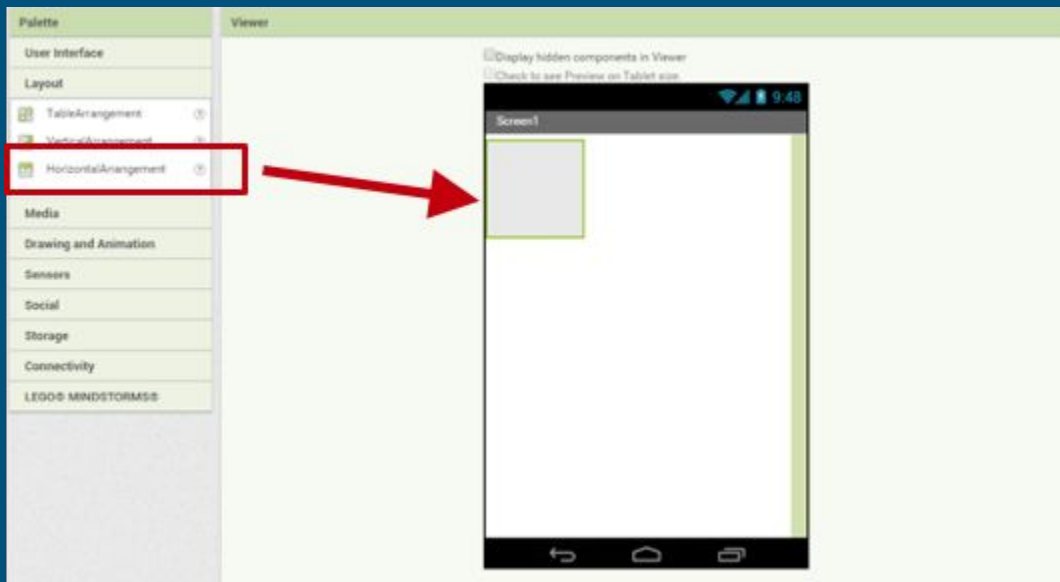 Palette
User Interface
Layout
TableArrangement
VerticalArrangement
HorizontalArrangement
Media
Drawing and Animation
Sensors
Social
Storage
Connectivity
LEGO® MINDSTORMS®
Viewer
Display hidden components in Viewer
Check to see Preview on Tablet size.
9:48
Screen1